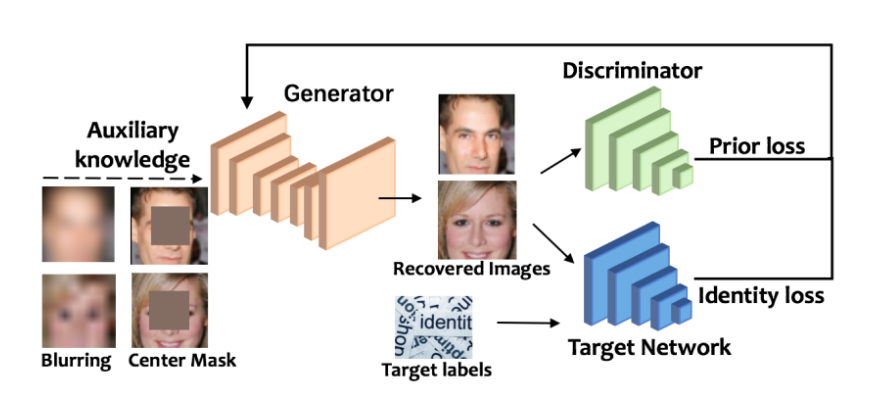 Discriminator
Generator
Auxiliary
knowledge
Prior loss
Recovered Images
identit
Identity loss
Blurring
Center Mask
Target labels
Target Network